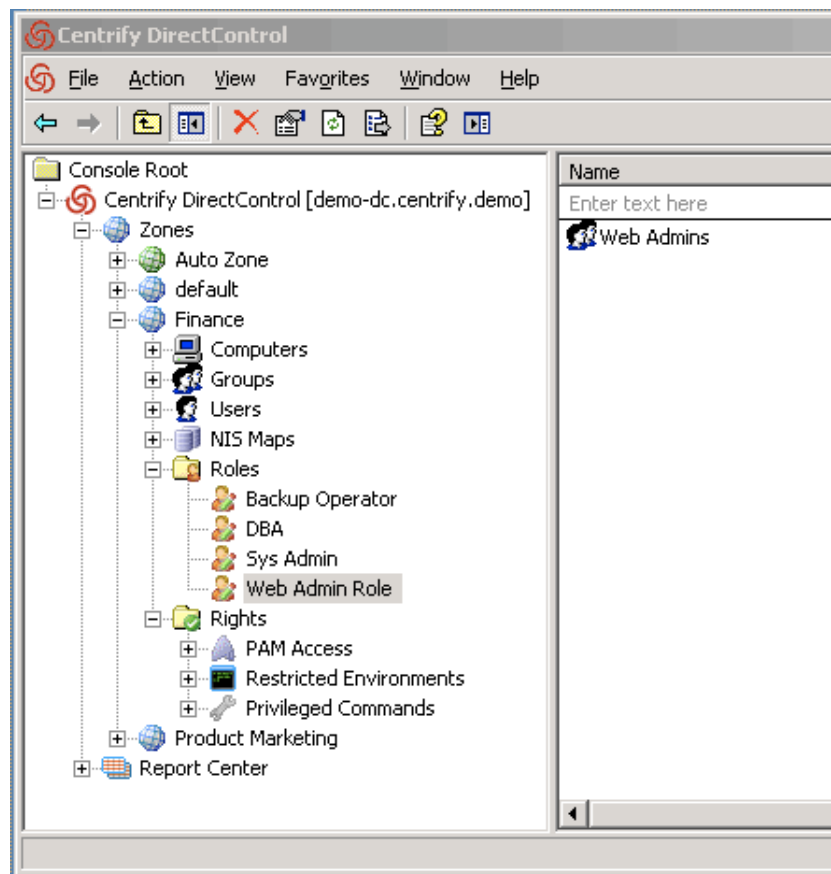 Centrify DirectControl
File Action View Favorites Window Help
Console Root
Centrify DirectControl [demo-dc.centrify.demo]
Zones
Auto Zone
default
Finance
Computers
Groups
Users
NIS Maps
Roles
Backup Operator
DBA
Sys Admin
Web Admin Role
Rights
PAM Access
Restricted Environments
Privileged Commands
Product Marketing
Report Center
Name
Enter text here
Web Admins